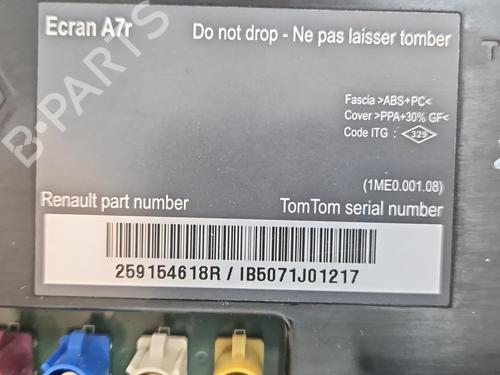 Ecran A7r
Do not drop - Ne pas laisser tomber
Fascia >ABS+PC<
Cover >PPA+30% GF<
Code ITG : 329
(1ME0.001.08)
Renault part number
TomTom serial number
259154618R / IB5071J01217
B-PARTS